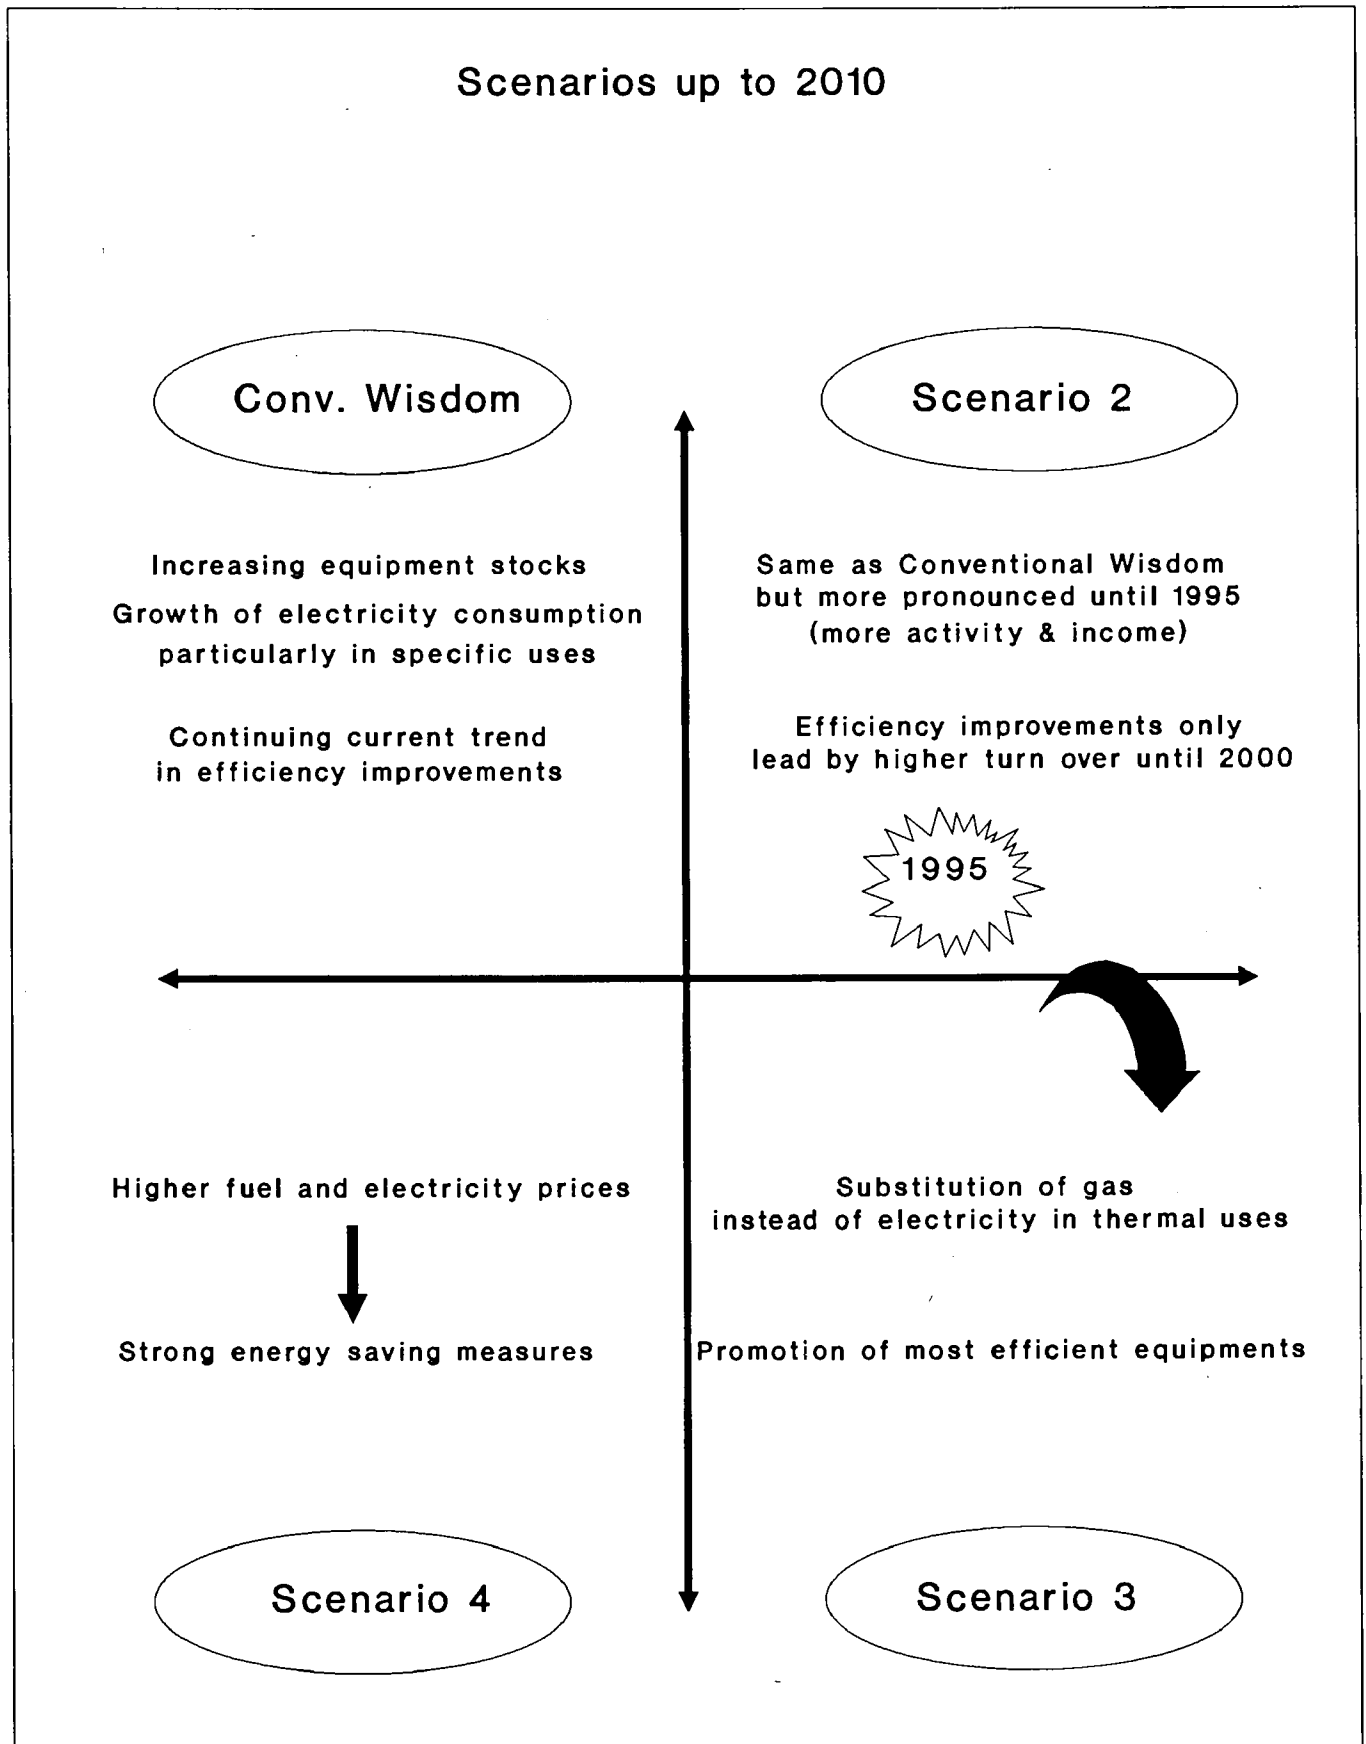 Scenarios up to 2010
Conv. Wisdom
Increasing equipment stocks
Growth of electricity consumption
particularly in specific uses
Continuing current trend
in efficiency improvements
Scenario 2
Same as Conventional Wisdom
but more pronounced until 1995
(more activity & income)
Efficiency improvements only
lead by higher turn over until 2000
1995
Higher fuel and electricity prices
Strong energy saving measures
Scenario 4
Substitution of gas
instead of electricity in thermal uses
Promotion of most efficient equipments
Scenario 3